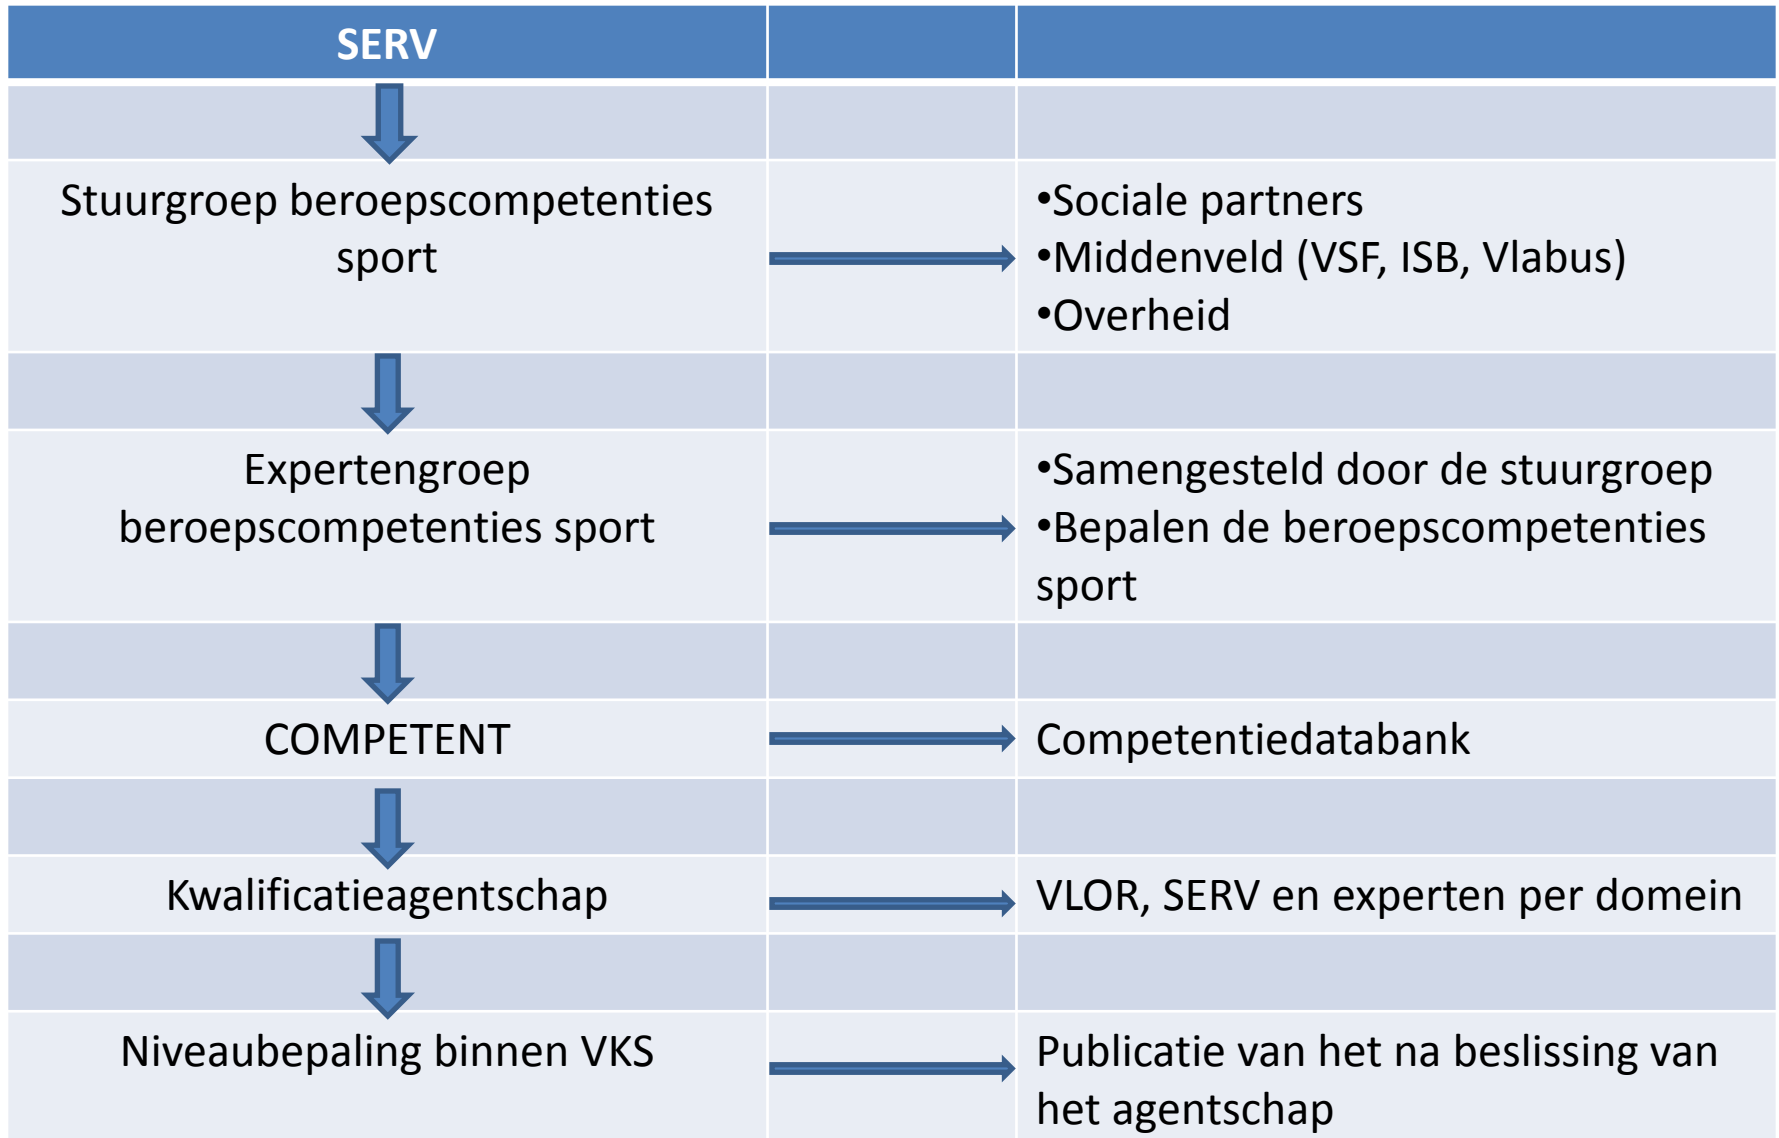 SERV
Stuurgroep beroepscompetenties
sport
•Sociale partners
•Middenveld (VSF, ISB, Vlabus)
•Overheid
Expertengroep
beroepscompetenties sport
•Samengesteld door de stuurgroep
•Bepalen de beroepscompetenties
sport
COMPETENT
Competentiedatabank
Kwalificatieagentschap
VLOR, SERV en experten per domein
Niveaubepaling binnen VKS
Publicatie van het na beslissing van
het agentschap